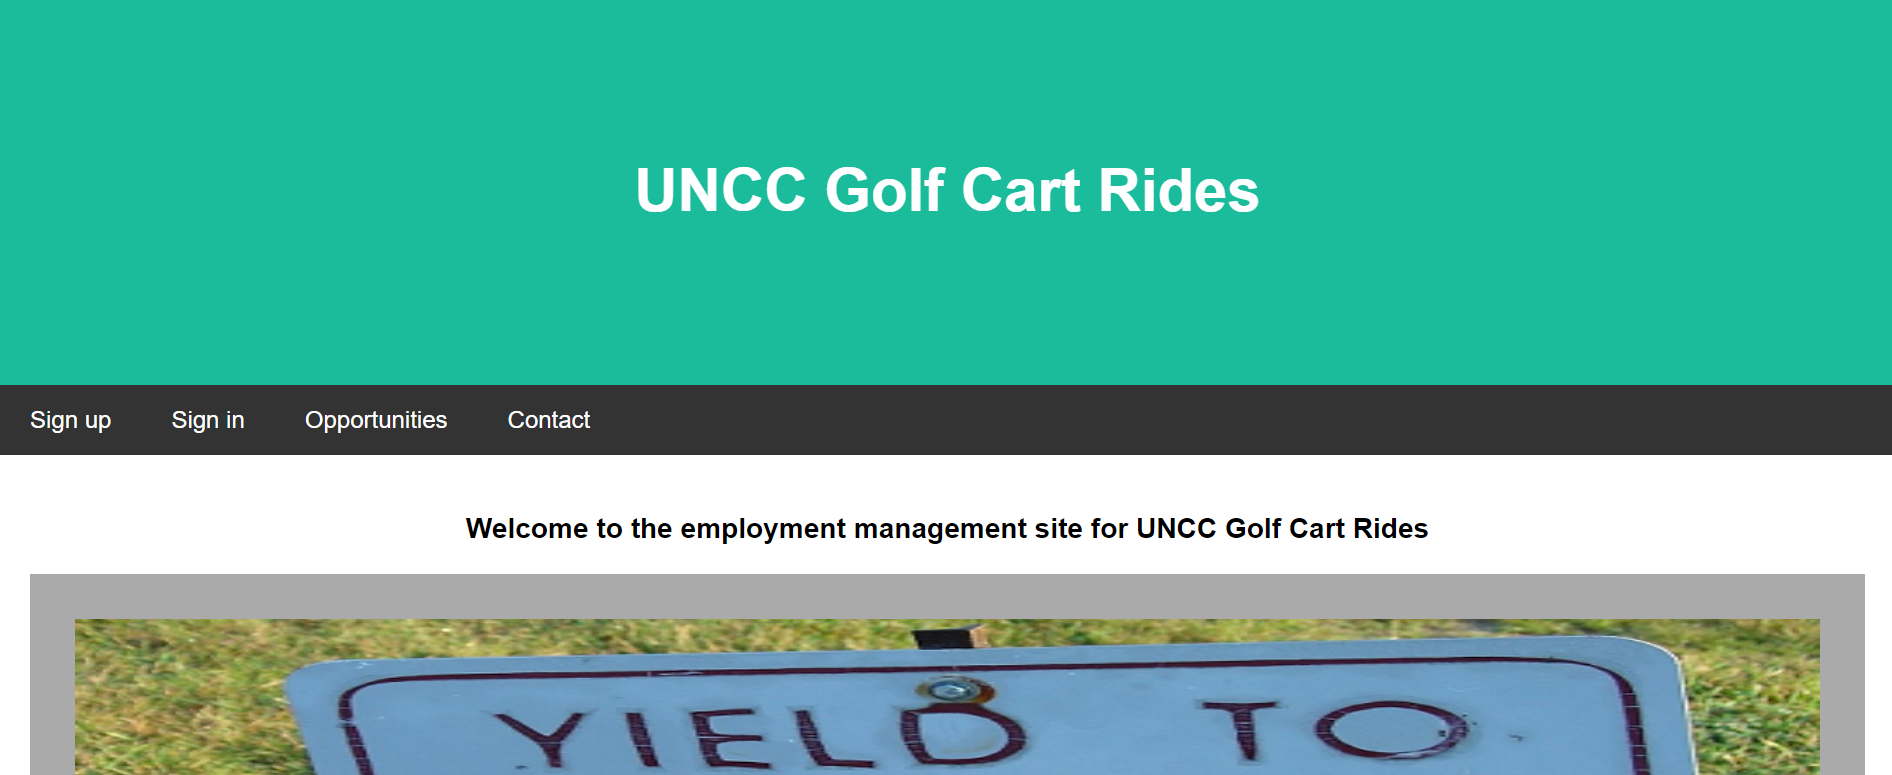 UNCC Golf Cart Rides
Sign up Sign in Opportunities Contact
Welcome to the employment management site for UNCC Golf Cart Rides
YIELD TO